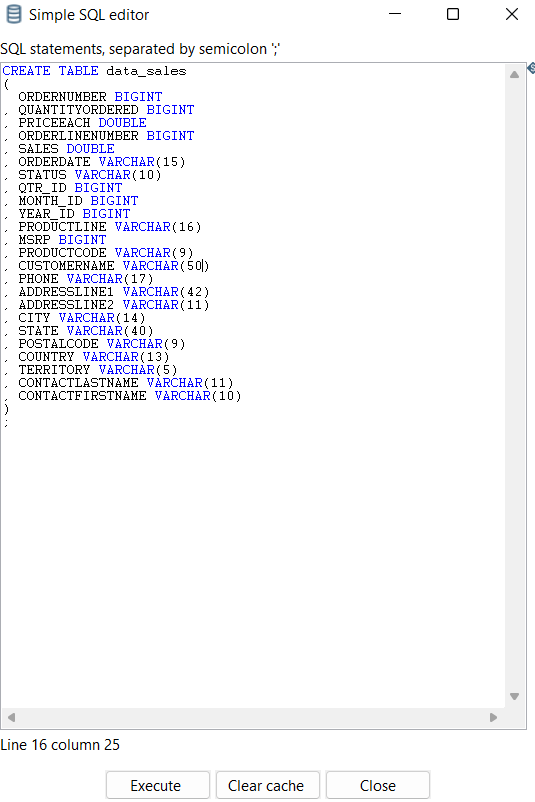 Simple SQL editor
SQL statements, separated by semicolon ';'
CREATE TABLE data_sales
(
  ORDERNUMBER BIGINT
, QUANTITYORDERED BIGINT
, PRICEEACH DOUBLE
, ORDERLINENUMBER BIGINT
, SALES DOUBLE
, ORDERDATE VARCHAR(15)
, STATUS VARCHAR(10)
, QTR_ID BIGINT
, MONTH_ID BIGINT
, YEAR_ID BIGINT
, PRODUCTLINE VARCHAR(16)
, MSRP BIGINT
, PRODUCTCODE VARCHAR(9)
, CUSTOMERNAME VARCHAR(50)
, PHONE VARCHAR(17)
, ADDRESSLINE1 VARCHAR(42)
, ADDRESSLINE2 VARCHAR(11)
, CITY VARCHAR(14)
, STATE VARCHAR(40)
, POSTALCODE VARCHAR(9)
, COUNTRY VARCHAR(13)
, TERRITORY VARCHAR(5)
, CONTACTLASTNAME VARCHAR(11)
, CONTACTFIRSTNAME VARCHAR(10)
)
;
Line 16 column 25
Execute Clear cache Close